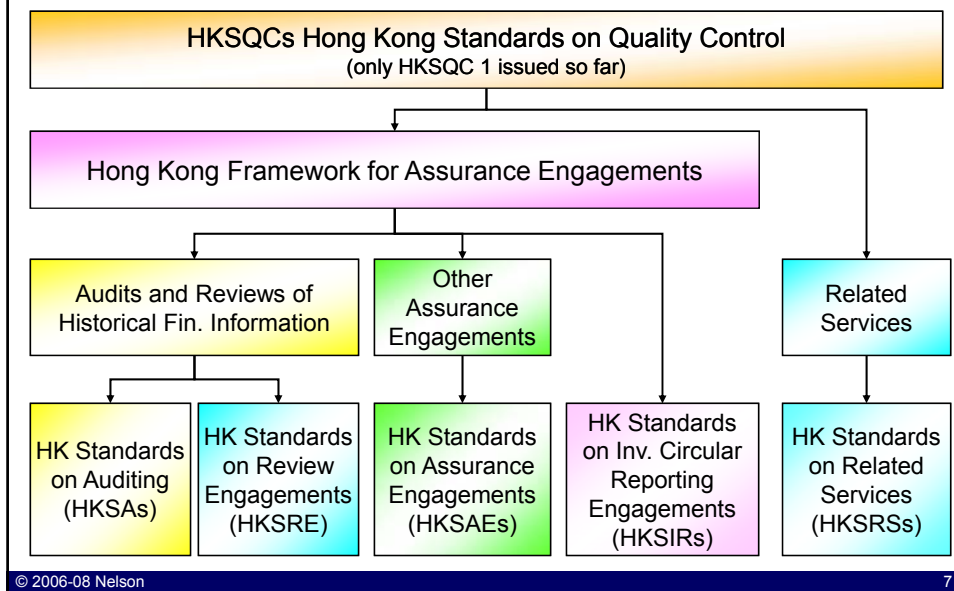 HKSQCs Hong Kong Standards on Quality Control
(only HKSQC 1 issued so far)
Hong Kong Framework for Assurance Engagements
Audits and Reviews of
Historical Fin. Information
Other
Assurance
Engagements
Related
Services
HK Standards
on Auditing
(HKSAs)
HK Standards
on Review
Engagements
(HKSRE)
HK Standards
on Assurance
Engagements
(HKSAEs)
HK Standards
on Inv. Circular
Reporting
Engagements
(HKSIRs)
HK Standards
on Related
Services
(HKSRSs)
© 2006-08 Nelson
7